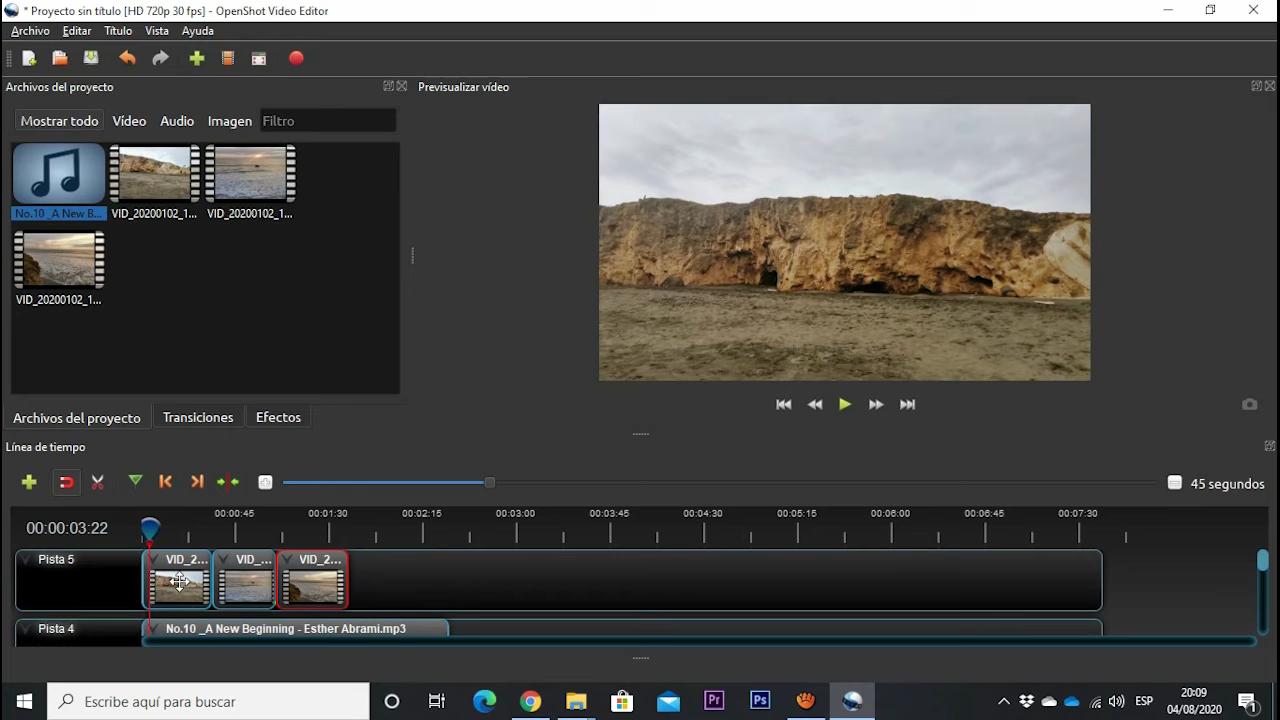 * Proyecto sin título [HD 720p 30 fps] - OpenShot Video Editor
Archivo Editar Título Vista Ayuda
Archivos del proyecto
Previsualizar vídeo
Mostrar todo Vídeo Audio Imagen Filtro
No.10 _A New B... VID_20200102_1... VID_20200102_1...
VID_20200102_1...
Archivos del proyecto Transiciones Efectos
Línea de tiempo
45 segundos
00:00:03:22
00:00:45 00:01:30 00:02:15 00:03:00 00:03:45 00:04:30 00:05:15 00:06:00 00:06:45 00:07:30
Pista 5 VID_2... VID_... VID_2...
Pista 4 No.10 _A New Beginning - Esther Abrami.mp3
Escribe aquí para buscar
Pr Ps
ESP
20:09
04/08/2020
1